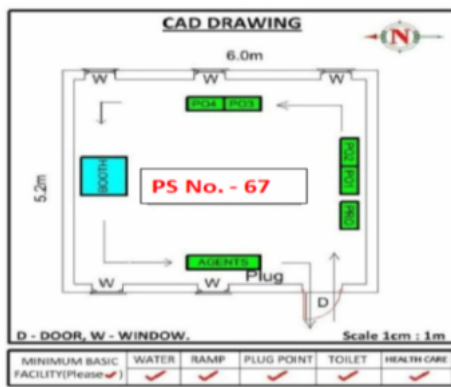 CAD DRAWING
N
6.0m
W W W
PO4 PO3
5.2m
BOOTH
PS No. - 67
PO2 PO1
PRO
AGENTS
Plug
W W
D
D - DOOR, W - WINDOW.
Scale 1cm : 1m
MINIMUM BASIC FACILITY(Please✓) WATER RAMP PLUG POINT TOILET HEALTH CARE
✓ ✓ ✓ ✓ ✓